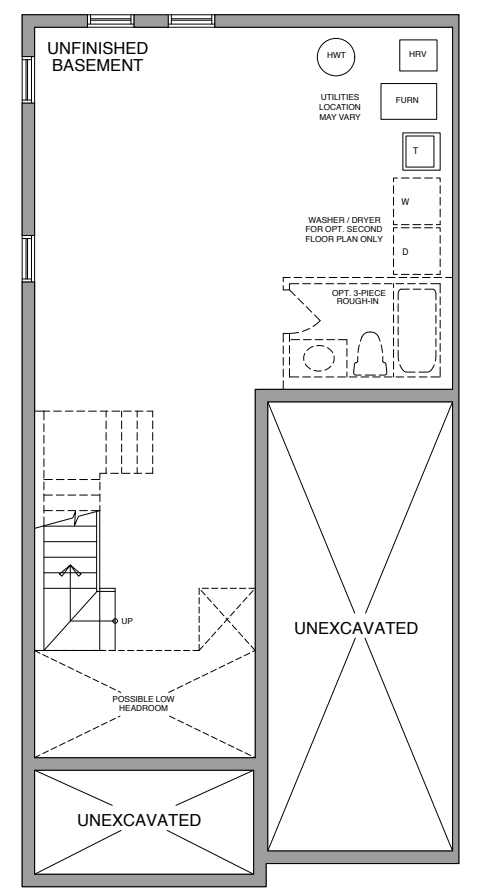 UNFINISHED
BASEMENT
HWT
HRV
UTILITIES
LOCATION
MAY VARY
FURN
T
W
WASHER / DRYER
FOR OPT. SECOND
FLOOR PLAN ONLY
D
OPT. 3-PIECE
ROUGH-IN
UP
UNEXCAVATED
POSSIBLE LOW
HEADROOM
UNEXCAVATED